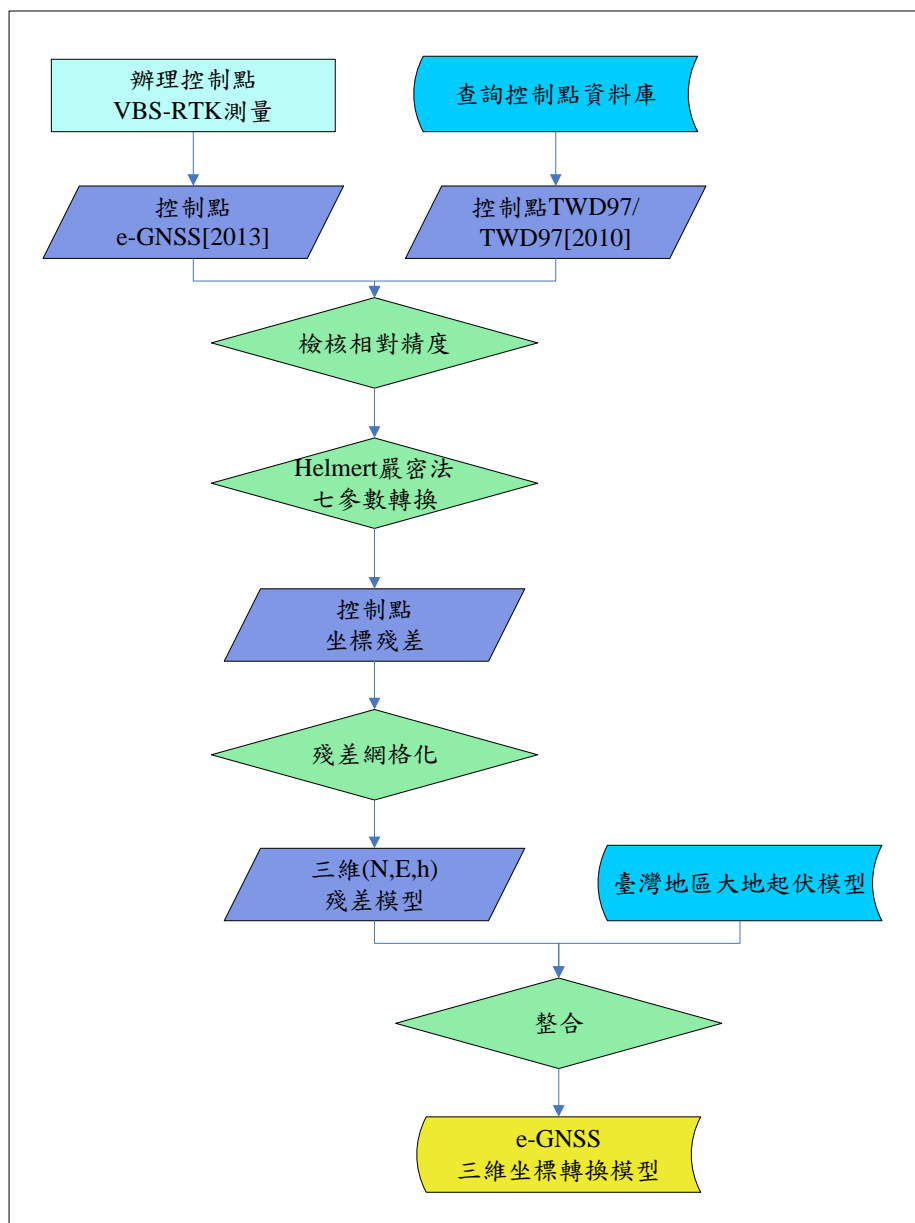 辦理控制點
VBS-RTK測量
查詢控制點資料庫
控制點
e-GNSS[2013]
控制點TWD97/
TWD97[2010]
檢核相對精度
Helmert嚴密法
七參數轉換
控制點
坐標殘差
殘差網格化
三維(N,E,h)
殘差模型
臺灣地區大地起伏模型
整合
e-GNSS
三維坐標轉換模型